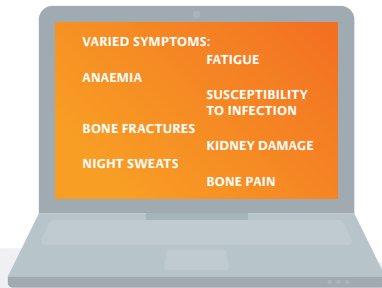 VARIED SYMPTOMS:
FATIGUE
ANAEMIA
SUSCEPTIBILITY
TO INFECTION
BONE FRACTURES
KIDNEY DAMAGE
NIGHT SWEATS
BONE PAIN